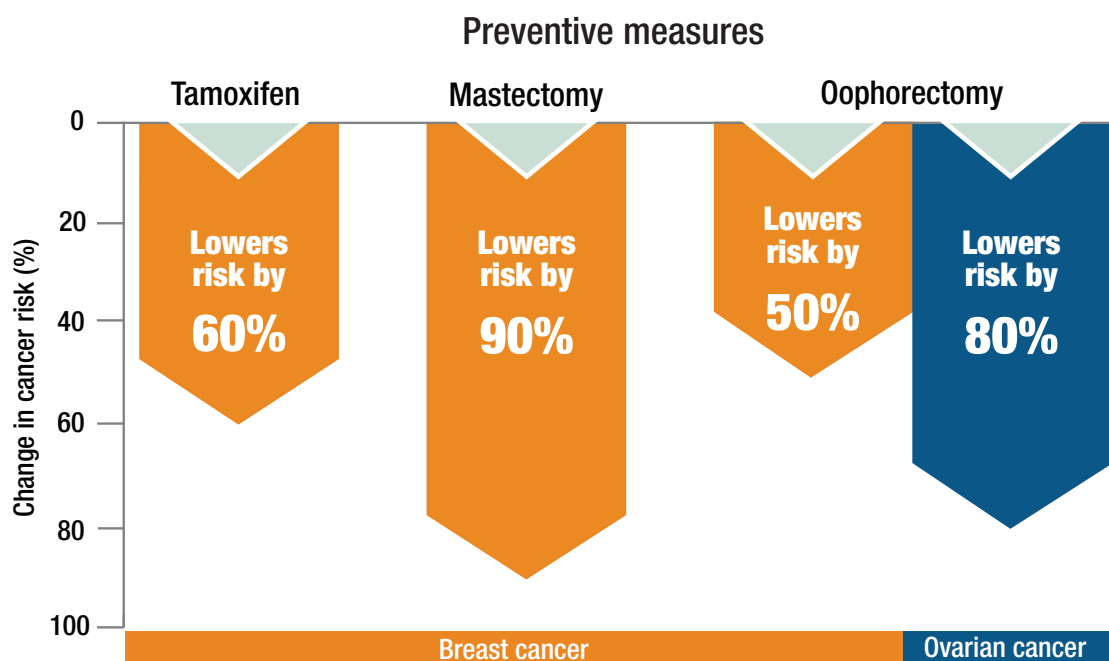 Preventive measures
Tamoxifen
Mastectomy
Oophorectomy
Change in cancer risk (%)
0
20
40
60
80
100
Lowers
risk by
60%
Lowers
risk by
90%
Lowers
risk by
50%
Lowers
risk by
80%
Breast cancer
Ovarian cancer